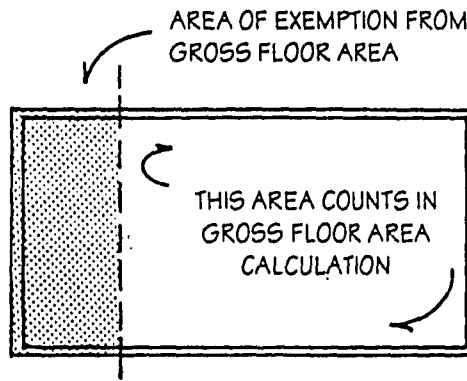 AREA OF EXEMPTION FROM
GROSS FLOOR AREA
THIS AREA COUNTS IN
GROSS FLOOR AREA
CALCULATION